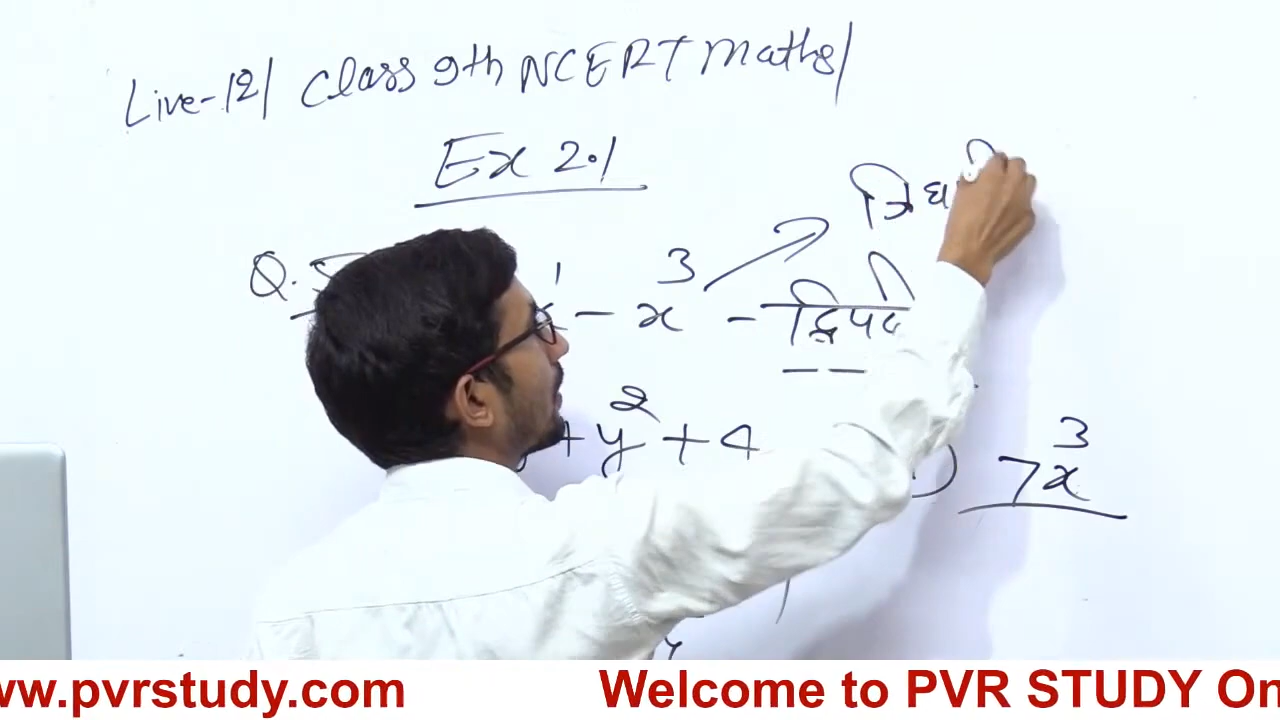 Live-12/ Class 9th NCERT Maths/
Ex 2.1
त्रिघ
Q.5
- x³ - द्विपद
+ y² + 4
7x³
www.pvrstudy.com Welcome to PVR STUDY On